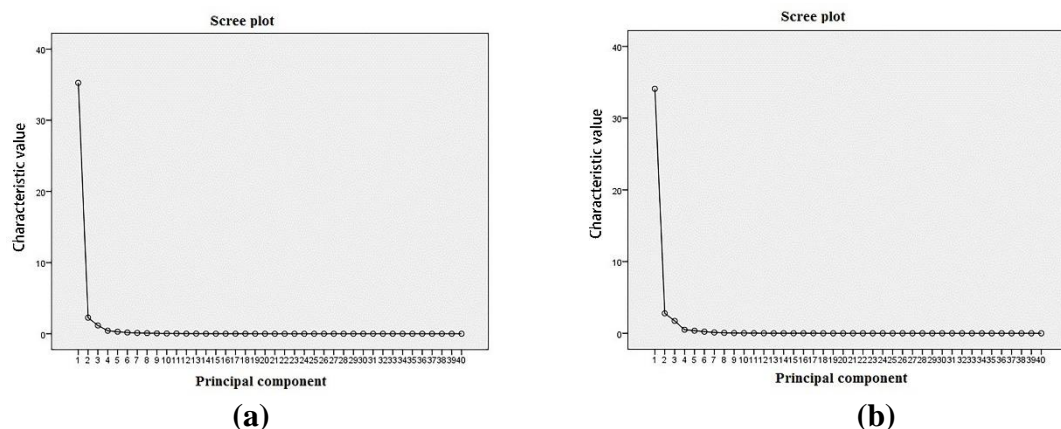 Scree plot
40
30
20
10
0
Characteristic value
1 2 3 4 5 6 7 8 9 10 11 12 13 14 15 16 17 18 19 20 21 22 23 24 25 26 27 28 29 30 31 32 33 34 35 36 37 38 39 40
Principal component
(a)
Scree plot
40
30
20
10
0
Characteristic value
1 2 3 4 5 6 7 8 9 10 11 12 13 14 15 16 17 18 19 20 21 22 23 24 25 26 27 28 29 30 31 32 33 34 35 36 37 38 39 40
Principal component
(b)